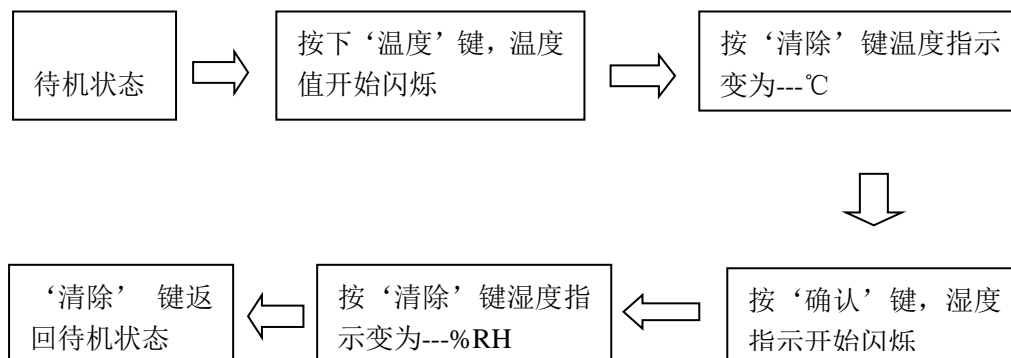 待机状态
按下‘温度’键，温度
值开始闪烁
按‘清除’键温度指示
变为---℃
按‘确认’键，湿度
指示开始闪烁
按‘清除’键湿度指
示变为---%RH
‘清除’ 键返
回待机状态